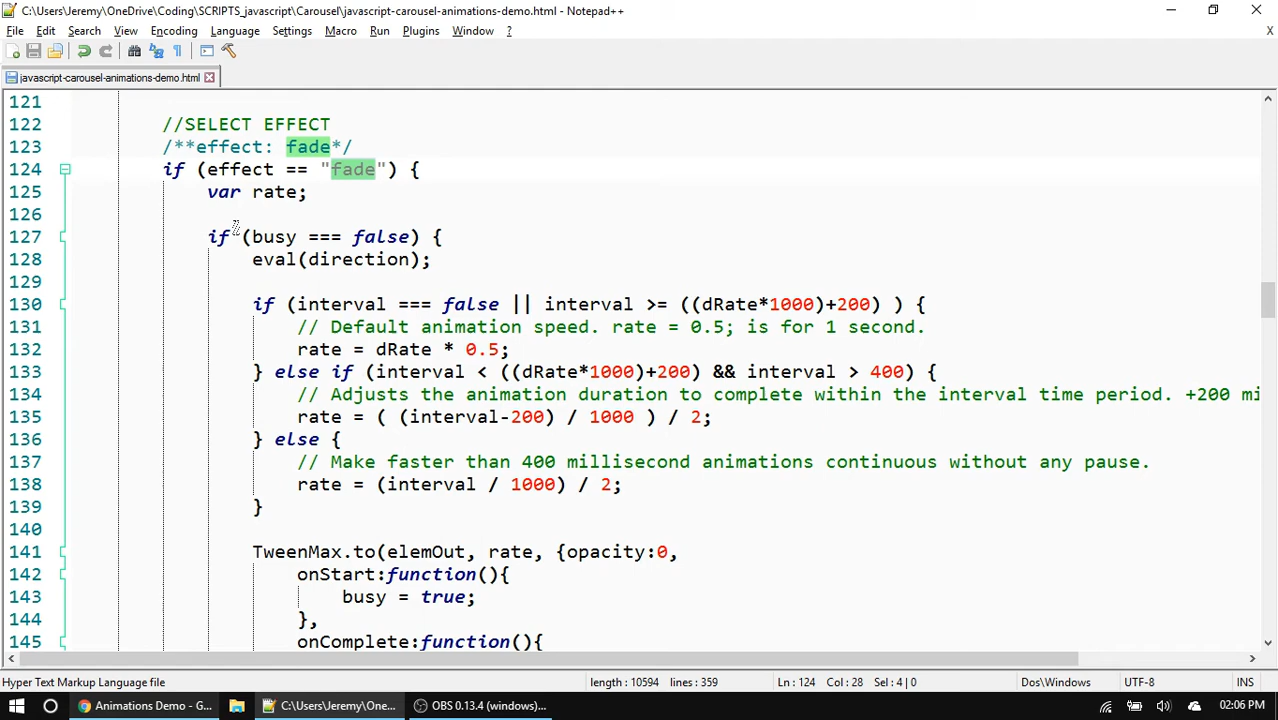 C:\Users\Jeremy\OneDrive\Coding\SCRIPTS_javascript\Carousel\javascript-carousel-animations-demo.html - Notepad++
File Edit Search View Encoding Language Settings Macro Run Plugins Window ? X
javascript-carousel-animations-demo.html
121
122 //SELECT EFFECT
123 /**effect: fade*/
124 if (effect == "fade") {
125 var rate;
126
127 if (busy === false) {
128 eval(direction);
129
130 if (interval === false || interval >= ((dRate*1000)+200) ) {
131 // Default animation speed. rate = 0.5; is for 1 second.
132 rate = dRate * 0.5;
133 } else if (interval < ((dRate*1000)+200) && interval > 400) {
134 // Adjusts the animation duration to complete within the interval time period. +200 mi
135 rate = ( (interval-200) / 1000 ) / 2;
136 } else {
137 // Make faster than 400 millisecond animations continuous without any pause.
138 rate = (interval / 1000) / 2;
139 }
140
141 TweenMax.to(elemOut, rate, {opacity:0,
142 onStart:function(){
143 busy = true;
144 },
145 onComplete:function(){
Hyper Text Markup Language file length : 10594 lines : 359 Ln : 124 Col : 28 Sel : 4 | 0 Dos\Windows UTF-8 INS
Animations Demo - G... C:\Users\Jeremy\One... OBS 0.13.4 (windows)... 02:06 PM